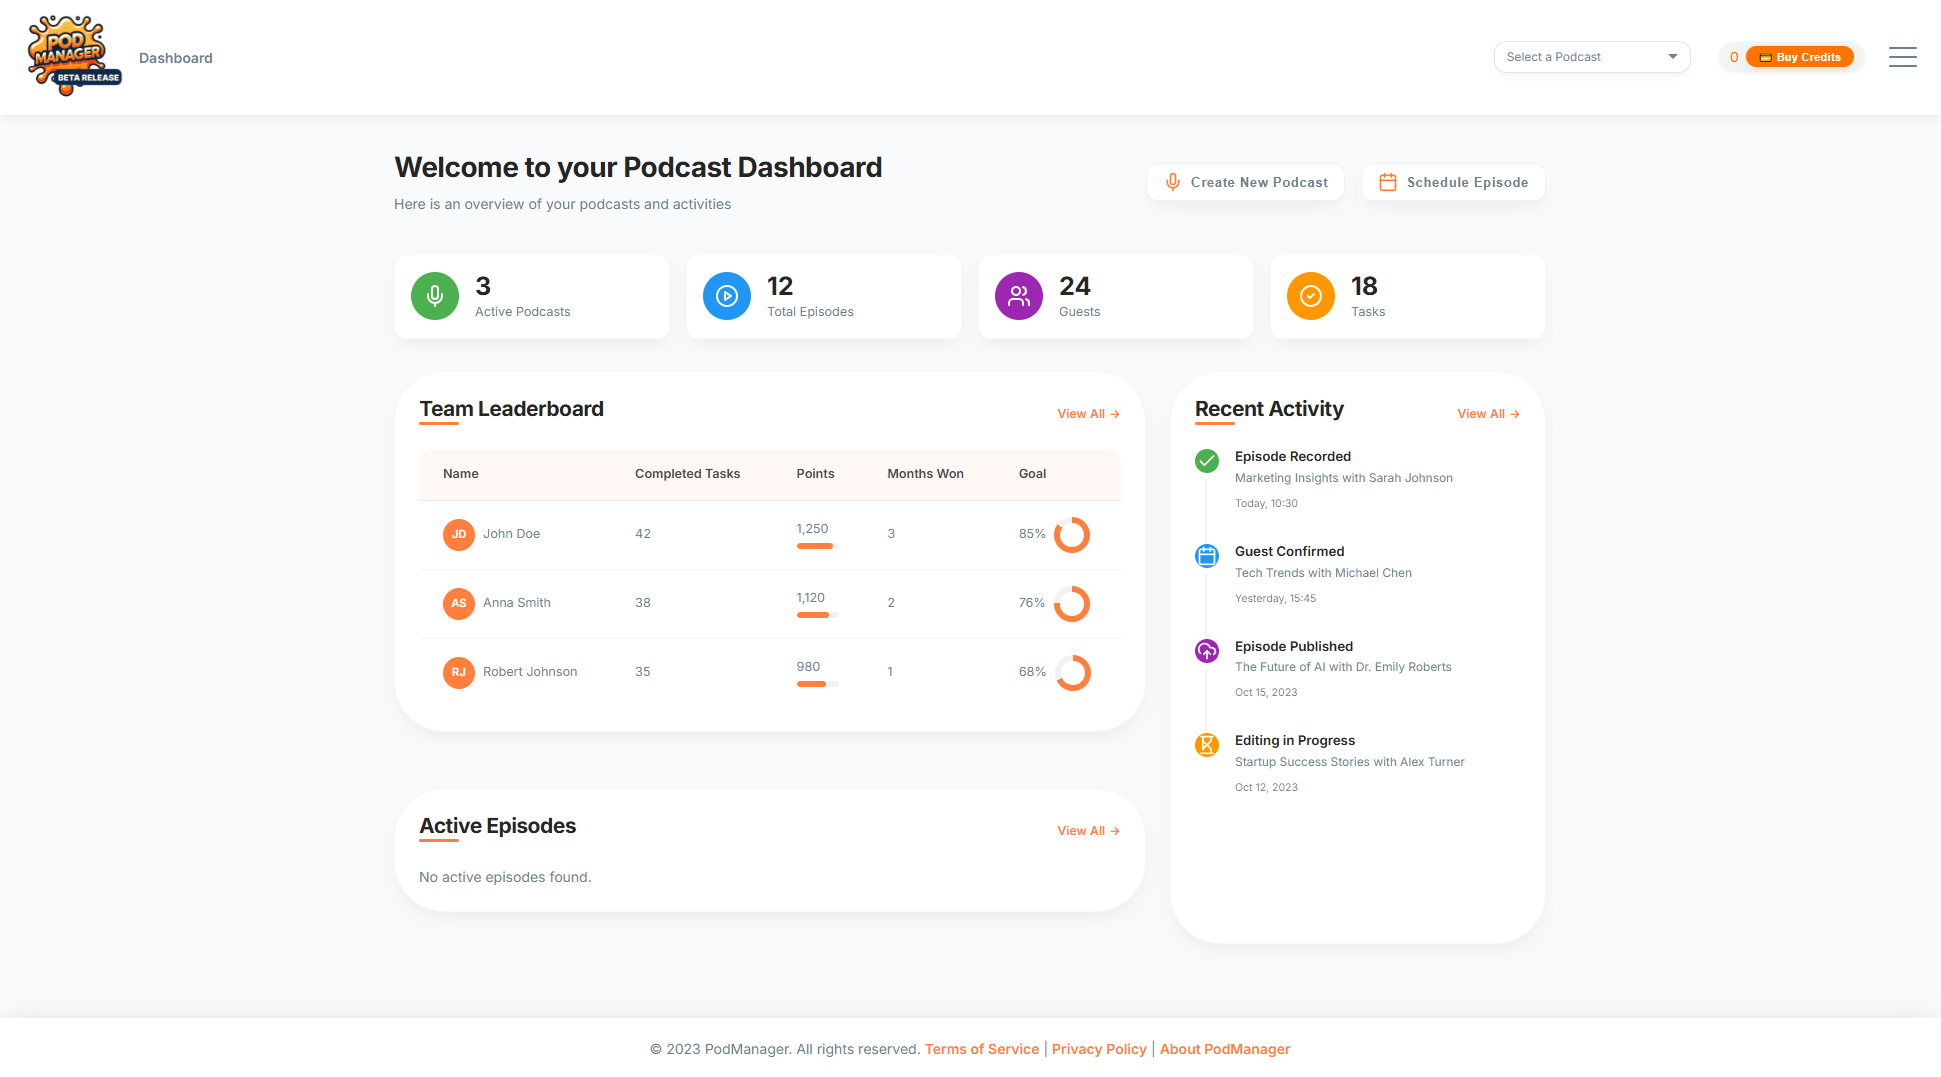 POD
MANAGER
BETA RELEASE
Dashboard
Select a Podcast
0
Buy Credits
Welcome to your Podcast Dashboard
Here is an overview of your podcasts and activities
Create New Podcast
Schedule Episode
3
Active Podcasts
12
Total Episodes
24
Guests
18
Tasks
Team Leaderboard
View All →
Name Completed Tasks Points Months Won Goal
JD John Doe 42 1,250 3 85%
AS Anna Smith 38 1,120 2 76%
RJ Robert Johnson 35 980 1 68%
Active Episodes
View All →
No active episodes found.
Recent Activity
View All →
Episode Recorded
Marketing Insights with Sarah Johnson
Today, 10:30
Guest Confirmed
Tech Trends with Michael Chen
Yesterday, 15:45
Episode Published
The Future of AI with Dr. Emily Roberts
Oct 15, 2023
Editing in Progress
Startup Success Stories with Alex Turner
Oct 12, 2023
© 2023 PodManager. All rights reserved. Terms of Service | Privacy Policy | About PodManager